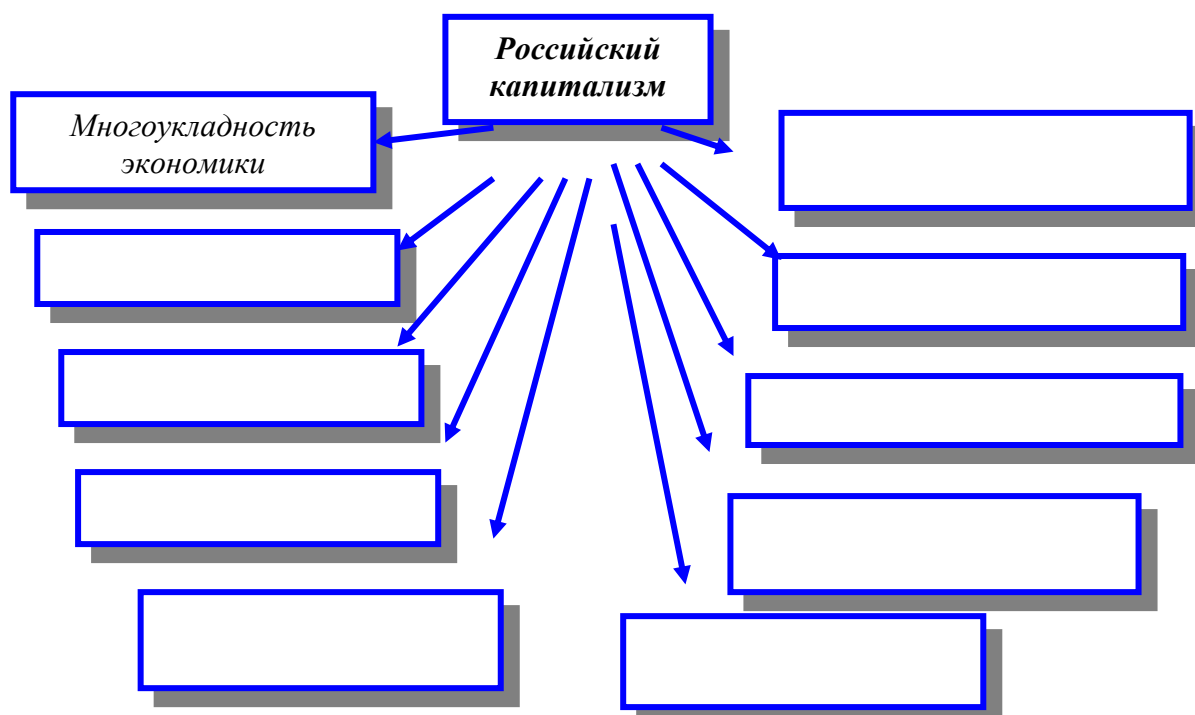 Российский
капитализм
Многоукладность
экономики